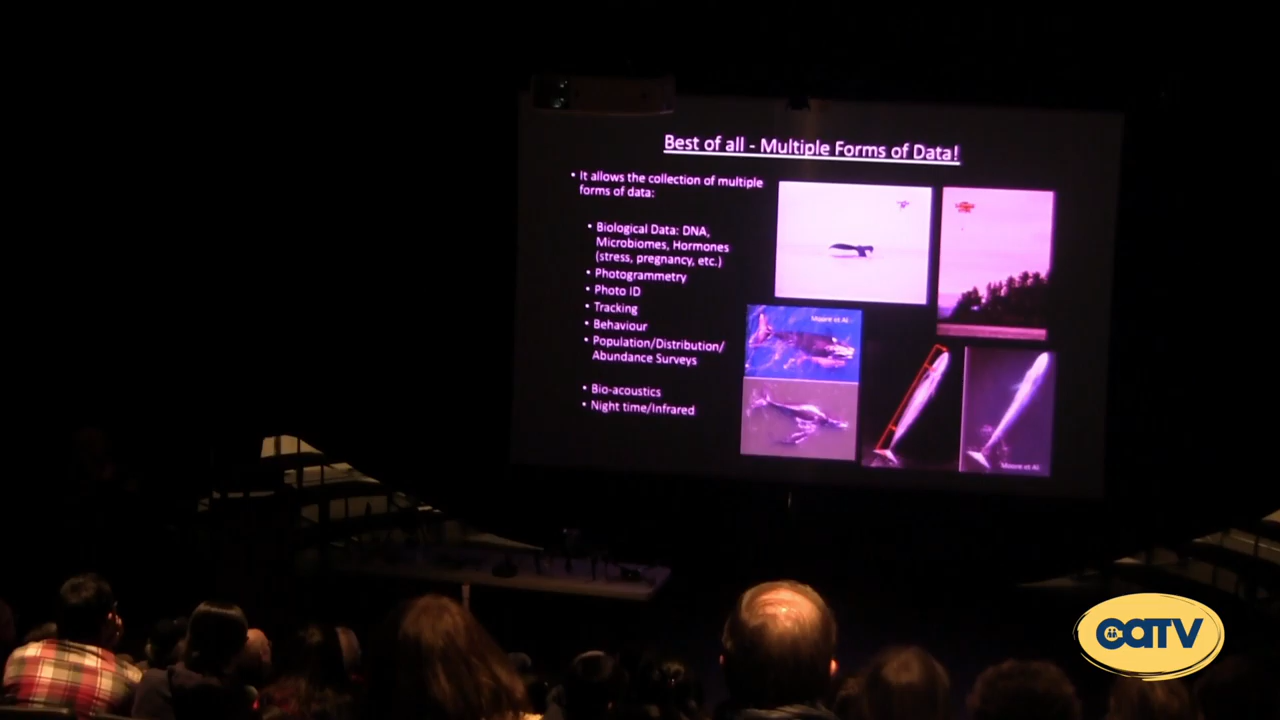 Best of all - Multiple Forms of Data!
• It allows the collection of multiple
forms of data:
• Biological Data: DNA,
Microbiomes, Hormones
(stress, pregnancy, etc.)
• Photogrammetry
• Photo ID
• Tracking
• Behaviour
• Population/Distribution/
Abundance Surveys
• Bio-acoustics
• Night time/Infrared
Moore et Al
Moore et Al
CATV